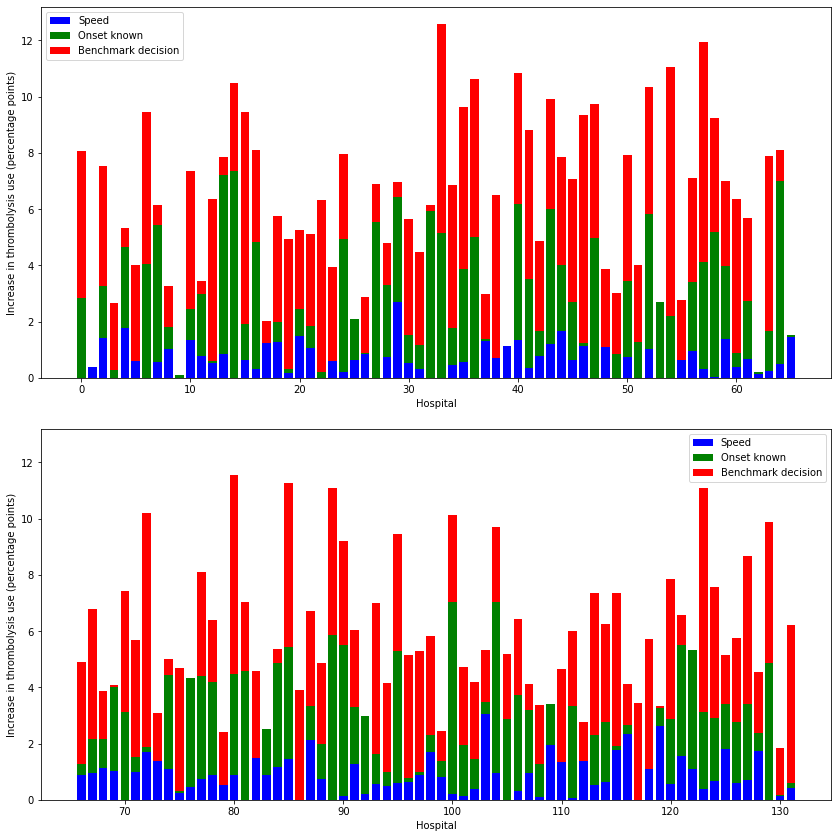 Speed
Onset known
Benchmark decision
Increase in thrombolysis use (percentage points)
12
10
8
6
4
2
0
0 10 20 30 40 50 60
Hospital
Speed
Onset known
Benchmark decision
Increase in thrombolysis use (percentage points)
12
10
8
6
4
2
0
70 80 90 100 110 120 130
Hospital